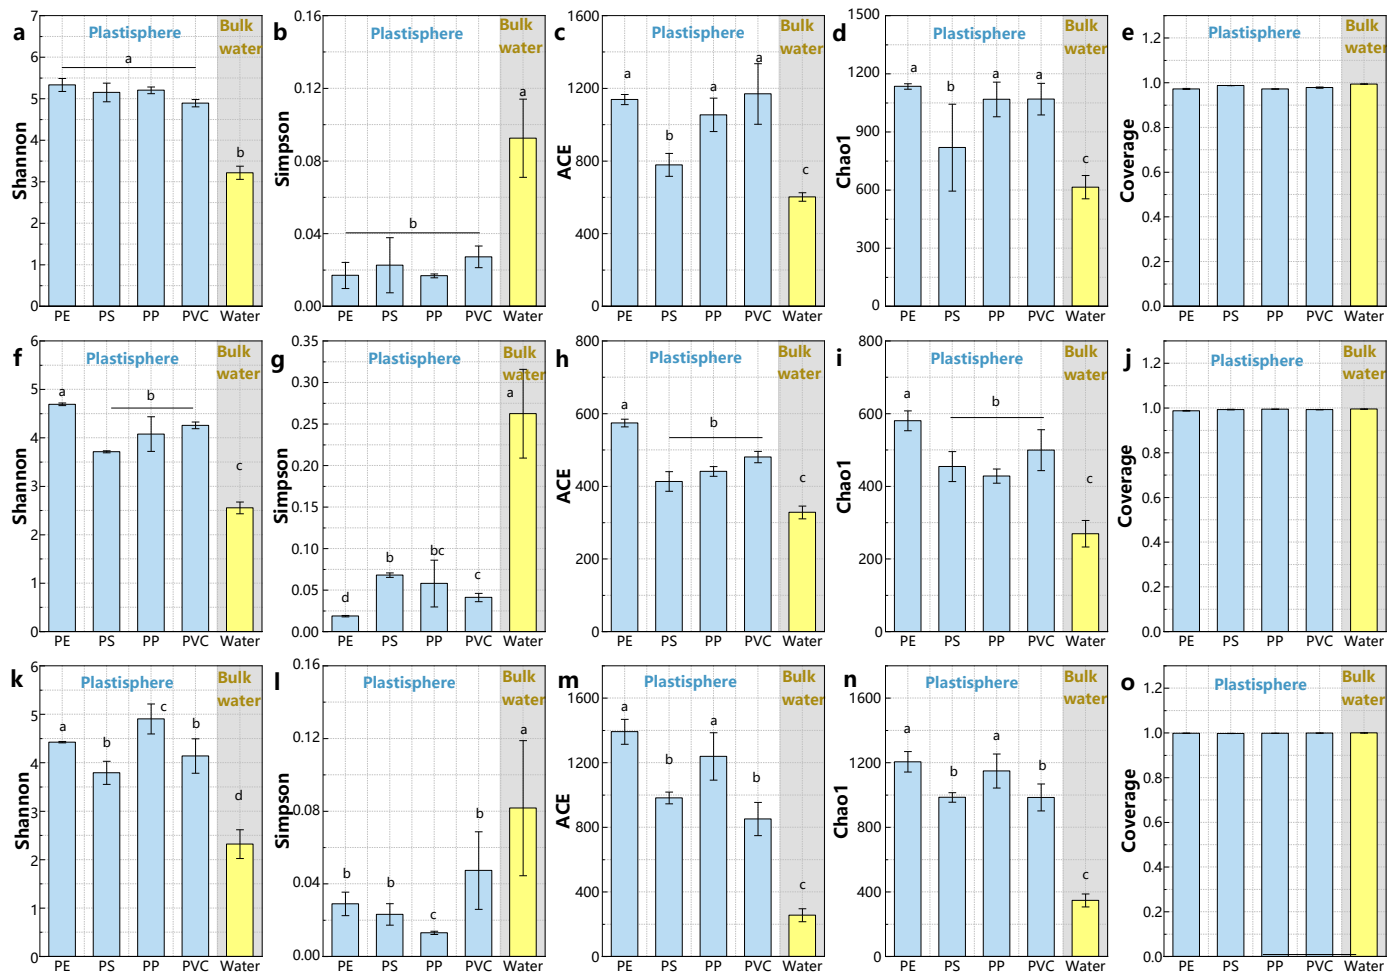 a
7
6
5
4
3
2
1
0
Shannon
Plastisphere
Bulk
water
a
b
PE PS PP PVC Water
b
0.16
0.12
0.08
0.04
0.00
Simpson
Plastisphere
Bulk
water
b
a
PE PS PP PVC Water
c
1600
1200
800
400
0
ACE
Plastisphere
Bulk
water
a b a a c
PE PS PP PVC Water
d
1500
1200
900
600
300
0
Chao1
Plastisphere
Bulk
water
a b a a c
PE PS PP PVC Water
e
1.2
1.0
0.8
0.6
0.4
0.2
0.0
Coverage
Plastisphere
Bulk
water
PE PS PP PVC Water
f
6
5
4
3
2
1
0
Shannon
Plastisphere
Bulk
water
a b c
PE PS PP PVC Water
g
0.35
0.30
0.25
0.20
0.15
0.10
0.05
0.00
Simpson
Plastisphere
Bulk
water
d b bc c a
PE PS PP PVC Water
h
800
600
400
200
0
ACE
Plastisphere
Bulk
water
a b c
PE PS PP PVC Water
i
800
600
400
200
0
Chao1
Plastisphere
Bulk
water
a b c
PE PS PP PVC Water
j
1.2
1.0
0.8
0.6
0.4
0.2
0.0
Coverage
Plastisphere
Bulk
water
PE PS PP PVC Water
k
6
5
4
3
2
1
0
Shannon
Plastisphere
Bulk
water
a b c b d
PE PS PP PVC Water
l
0.16
0.12
0.08
0.04
0.00
Simpson
Plastisphere
Bulk
water
b b c b a
PE PS PP PVC Water
m
1600
1200
800
400
0
ACE
Plastisphere
Bulk
water
a b a b c
PE PS PP PVC Water
n
1600
1200
800
400
0
Chao1
Plastisphere
Bulk
water
a b a b c
PE PS PP PVC Water
o
1.2
1.0
0.8
0.6
0.4
0.2
0.0
Coverage
Plastisphere
Bulk
water
PE PS PP PVC Water